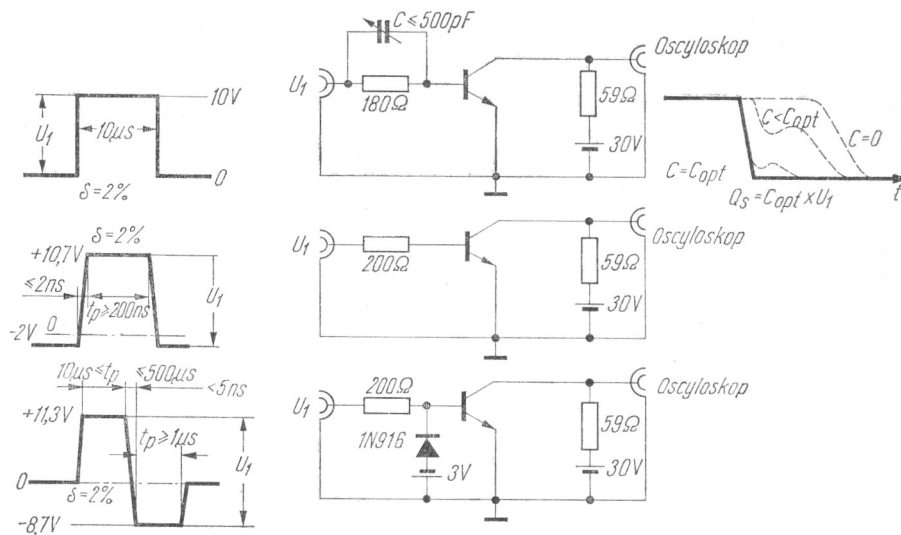 10V
U₁
10μs
0
δ=2%
C≤500pF
U₁
180Ω
59Ω
30V
Oscyloskop
C<Copt
C=0
C=Copt
Qs=Copt×U₁
t
δ=2%
+10,7V
≤2ns
tp≥200ns
U₁
0
-2V
U₁
200Ω
59Ω
30V
Oscyloskop
10μs≤tp
≤500μs
<5ns
+11,3V
tp≥1μs
U₁
0
δ=2%
-8,7V
U₁
200Ω
1N916
3V
59Ω
30V
Oscyloskop